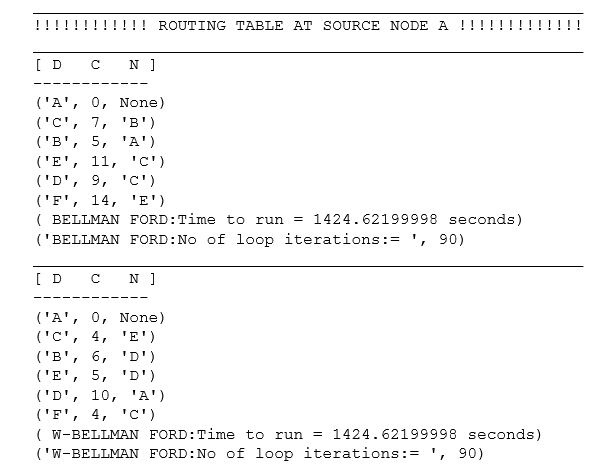 !!!!!!!!!!!! ROUTING TABLE AT SOURCE NODE A !!!!!!!!!!!!!
[ D C N ]
------------
('A', 0, None)
('C', 7, 'B')
('B', 5, 'A')
('E', 11, 'C')
('D', 9, 'C')
('F', 14, 'E')
( BELLMAN FORD:Time to run = 1424.62199998 seconds)
('BELLMAN FORD:No of loop iterations:= ', 90)
[ D C N ]
------------
('A', 0, None)
('C', 4, 'E')
('B', 6, 'D')
('E', 5, 'D')
('D', 10, 'A')
('F', 4, 'C')
( W-BELLMAN FORD:Time to run = 1424.62199998 seconds)
('W-BELLMAN FORD:No of loop iterations:= ', 90)